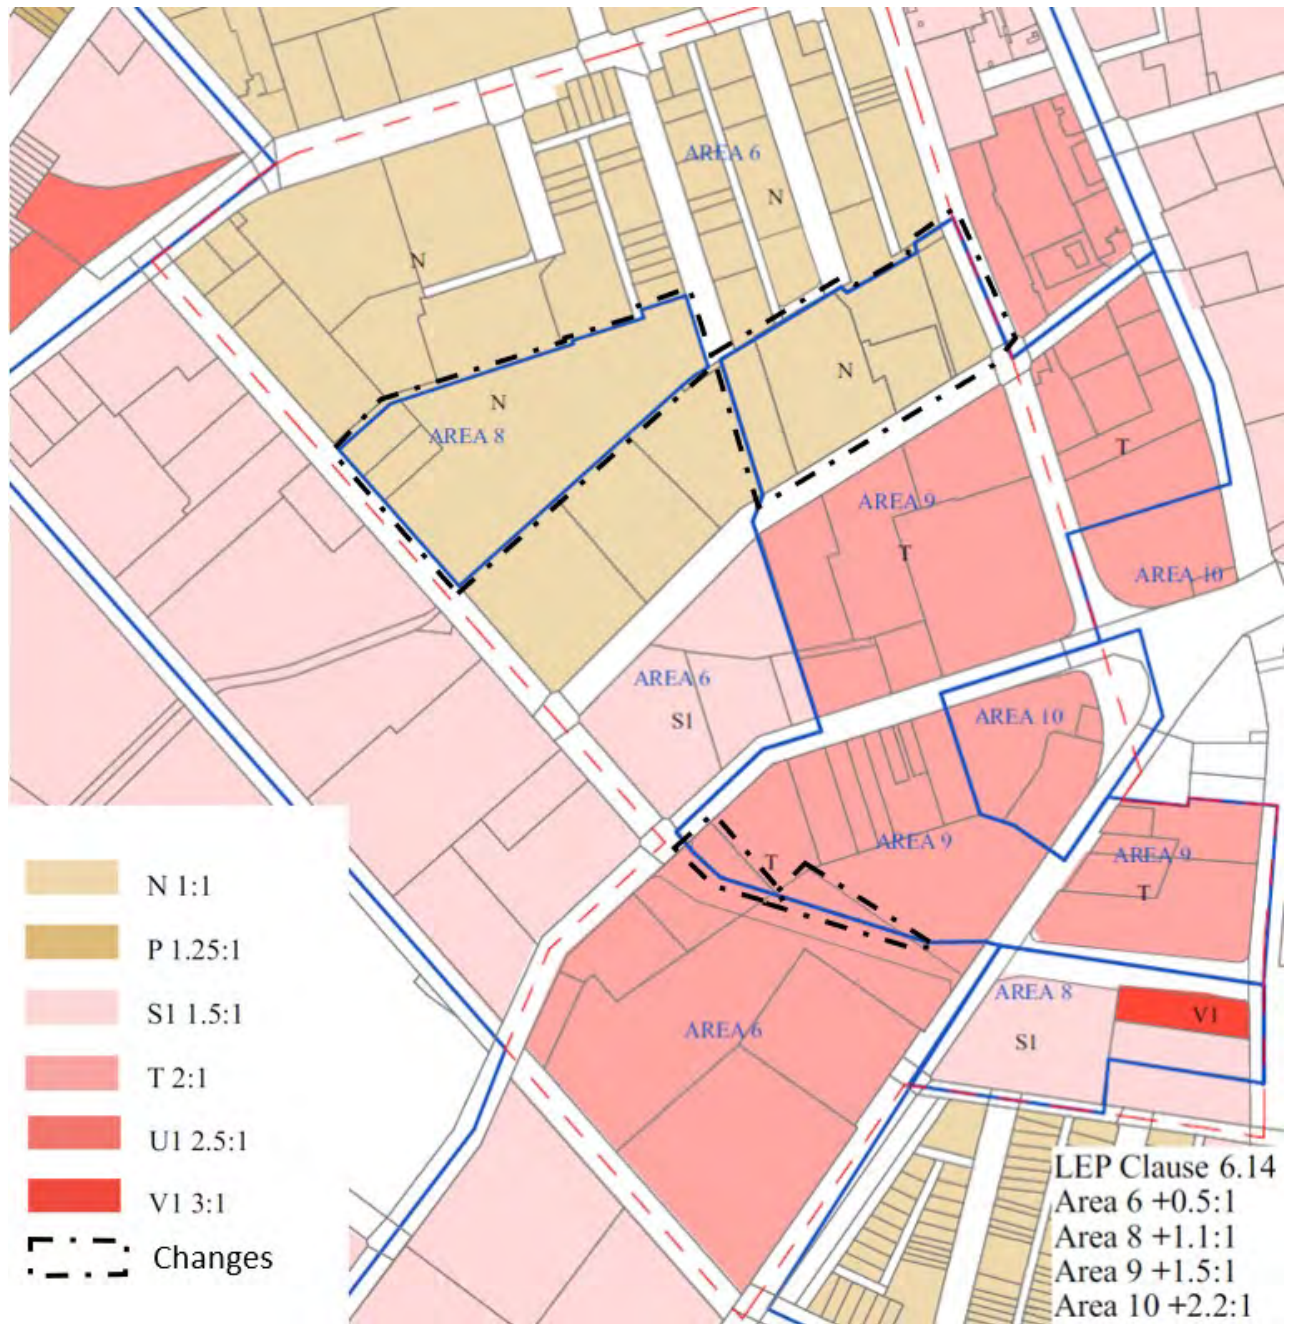 AREA 6
N
N
N
N
AREA 8
T
AREA 9
T
AREA 10
AREA 6
S1
AREA 10
AREA 9
T
AREA 9
T
AREA 8
V1
S1
AREA 6
N 1:1
P 1.25:1
S1 1.5:1
T 2:1
U1 2.5:1
V1 3:1
Changes
LEP Clause 6.14
Area 6 +0.5:1
Area 8 +1.1:1
Area 9 +1.5:1
Area 10 +2.2:1